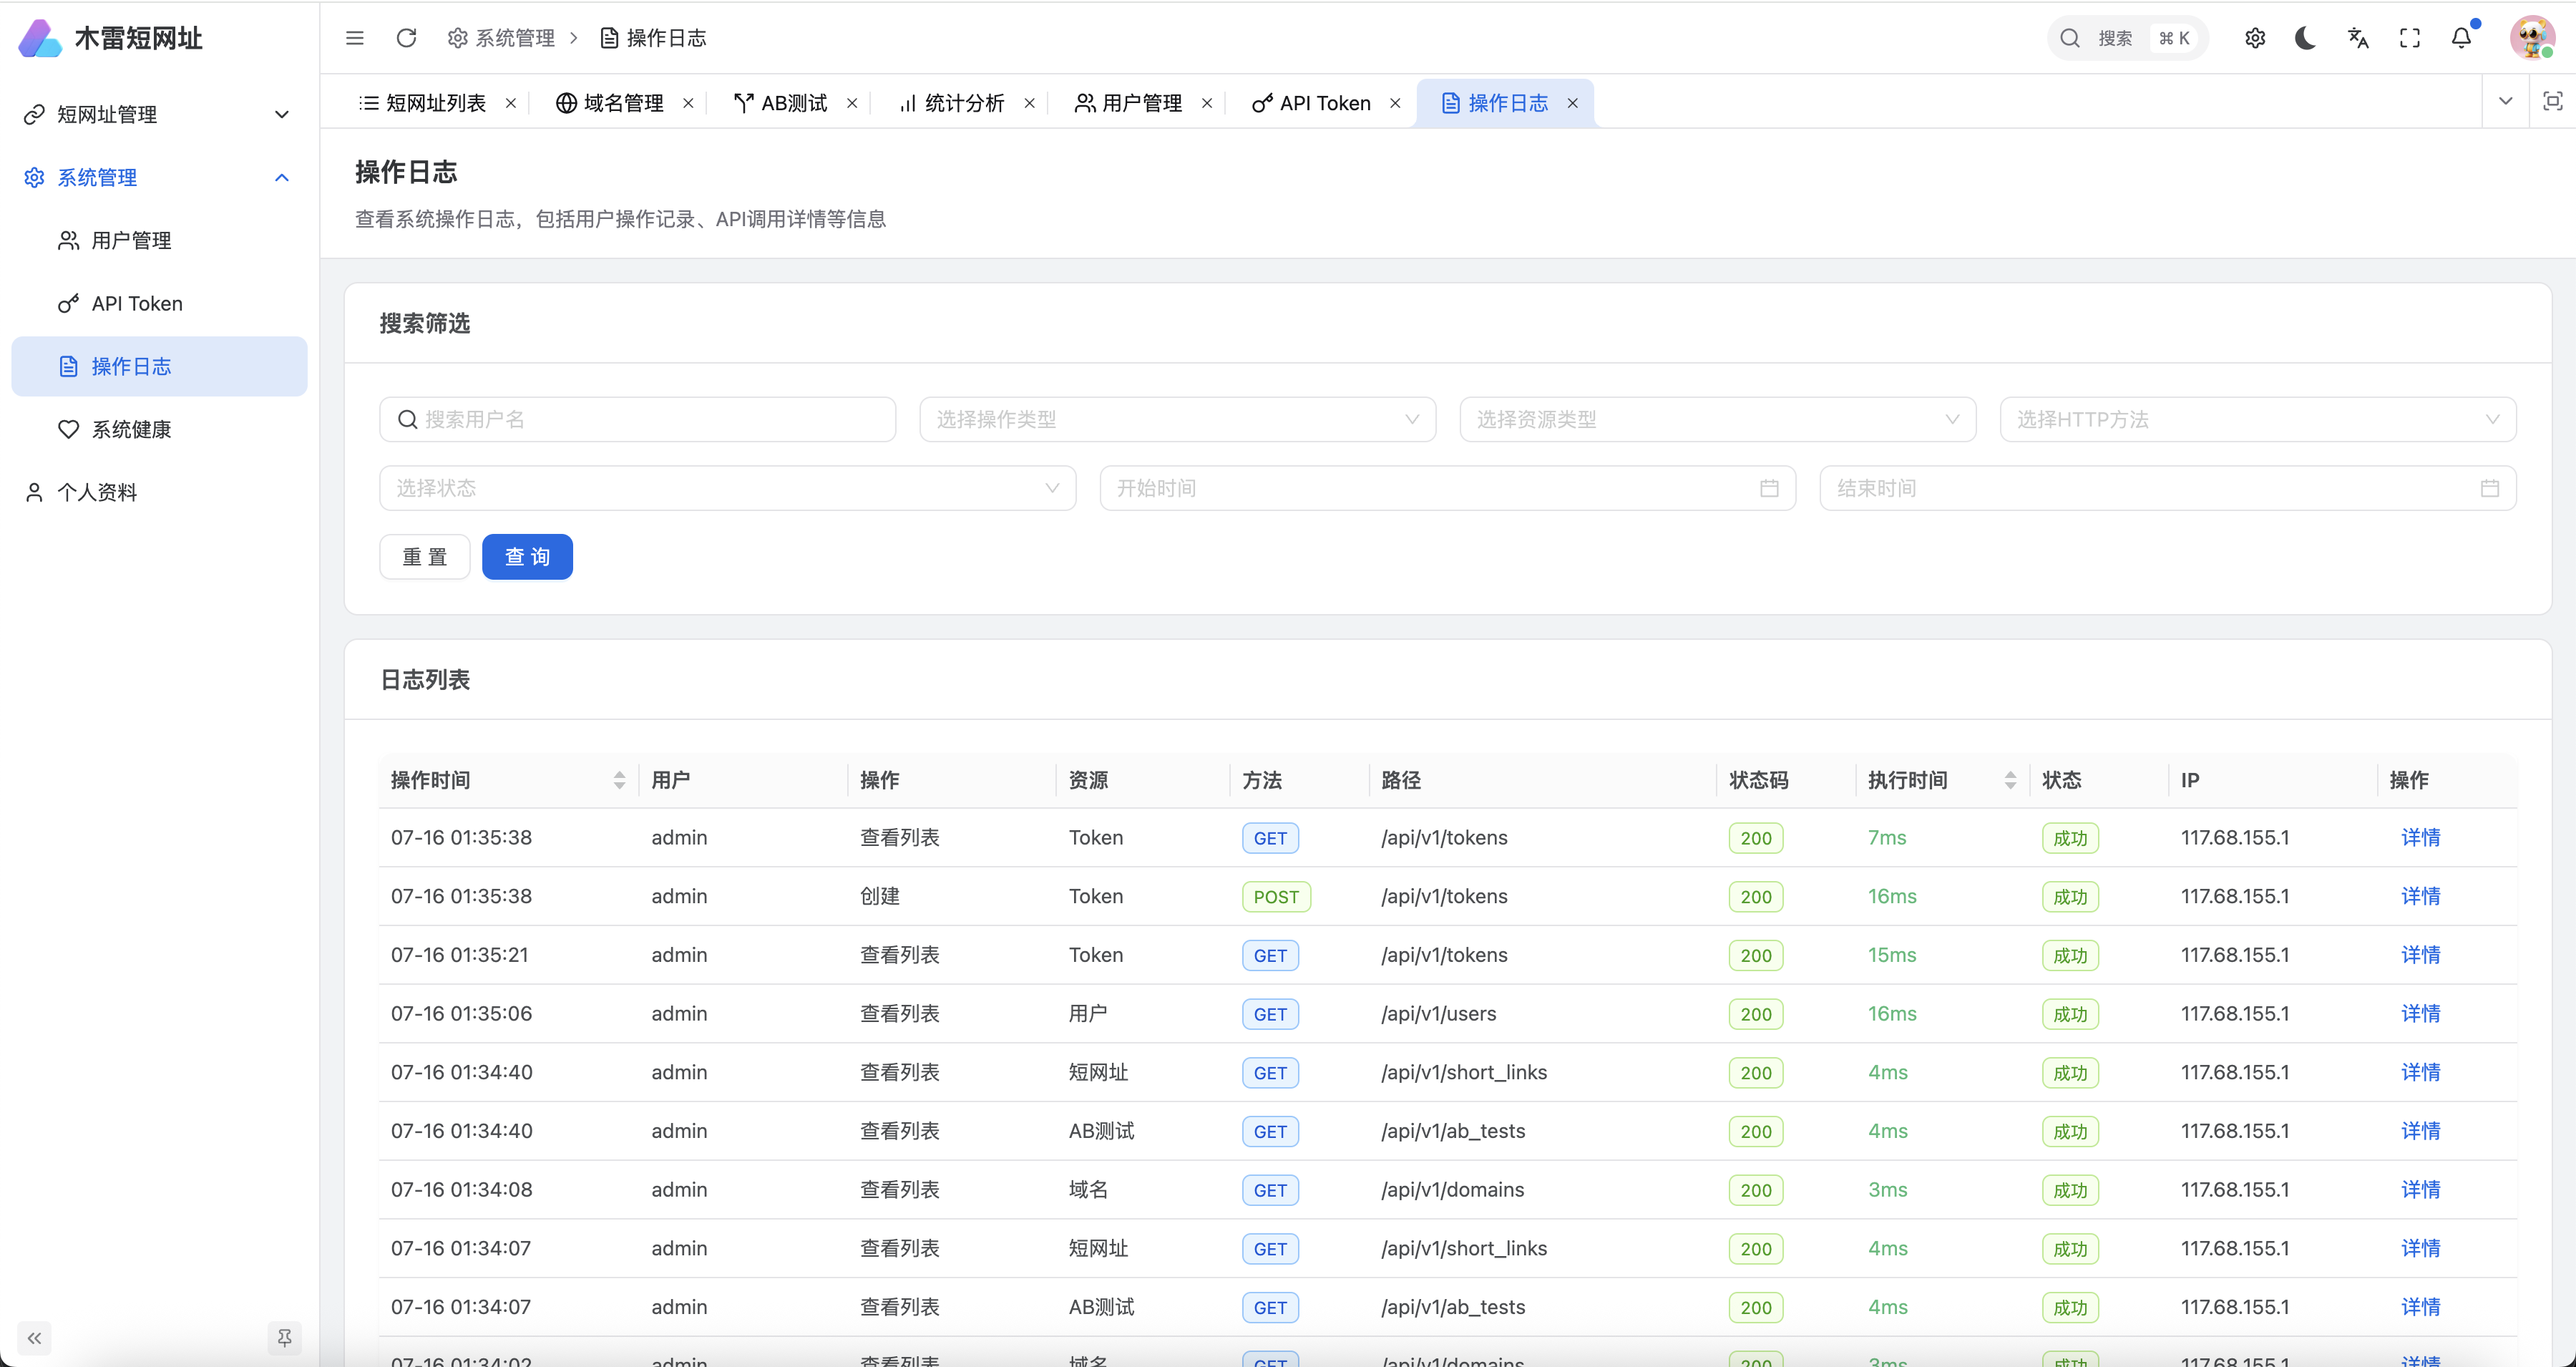 木雷短网址
系统管理 > 操作日志
搜索 ⌘ K
短网址管理
系统管理
用户管理
API Token
操作日志
系统健康
个人资料
短网址列表 域名管理 AB测试 统计分析 用户管理 API Token 操作日志
操作日志
查看系统操作日志，包括用户操作记录、API调用详情等信息
搜索筛选
搜索用户名 选择操作类型 选择资源类型 选择HTTP方法
选择状态 开始时间 结束时间
重 置 查 询
日志列表
操作时间 用户 操作 资源 方法 路径 状态码 执行时间 状态 IP 操作
07-16 01:35:38 admin 查看列表 Token GET /api/v1/tokens 200 7ms 成功 117.68.155.1 详情
07-16 01:35:38 admin 创建 Token POST /api/v1/tokens 200 16ms 成功 117.68.155.1 详情
07-16 01:35:21 admin 查看列表 Token GET /api/v1/tokens 200 15ms 成功 117.68.155.1 详情
07-16 01:35:06 admin 查看列表 用户 GET /api/v1/users 200 16ms 成功 117.68.155.1 详情
07-16 01:34:40 admin 查看列表 短网址 GET /api/v1/short_links 200 4ms 成功 117.68.155.1 详情
07-16 01:34:40 admin 查看列表 AB测试 GET /api/v1/ab_tests 200 4ms 成功 117.68.155.1 详情
07-16 01:34:08 admin 查看列表 域名 GET /api/v1/domains 200 3ms 成功 117.68.155.1 详情
07-16 01:34:07 admin 查看列表 短网址 GET /api/v1/short_links 200 4ms 成功 117.68.155.1 详情
07-16 01:34:07 admin 查看列表 AB测试 GET /api/v1/ab_tests 200 4ms 成功 117.68.155.1 详情
07-16 01:34:02 admin 查看列表 域名 GET /api/v1/domains 200 3ms 成功 117.68.155.1 详情